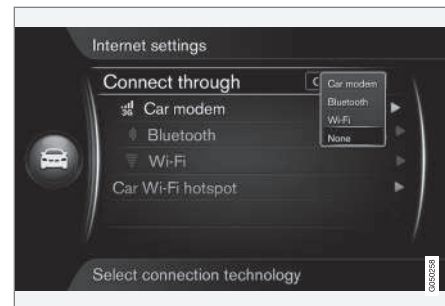 Internet settings
Connect through
Car modem
Bluetooth
Wi-Fi
None
3G Car modem
Bluetooth
Wi-Fi
Car Wi-Fi hotspot
Select connection technology
G050258